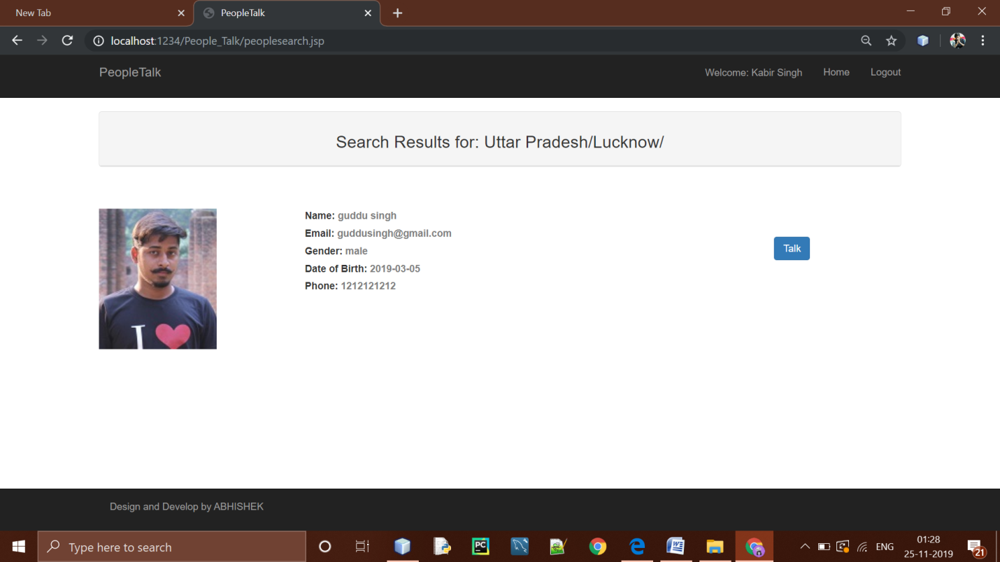 New Tab
PeopleTalk
localhost:1234/People_Talk/peoplesearch.jsp
PeopleTalk
Welcome: Kabir Singh
Home
Logout
Search Results for: Uttar Pradesh/Lucknow/
I
Name: guddu singh
Email: guddusingh@gmail.com
Gender: male
Date of Birth: 2019-03-05
Phone: 1212121212
Talk
Design and Develop by ABHISHEK
Type here to search
PC
W
ENG
01:28
25-11-2019
21